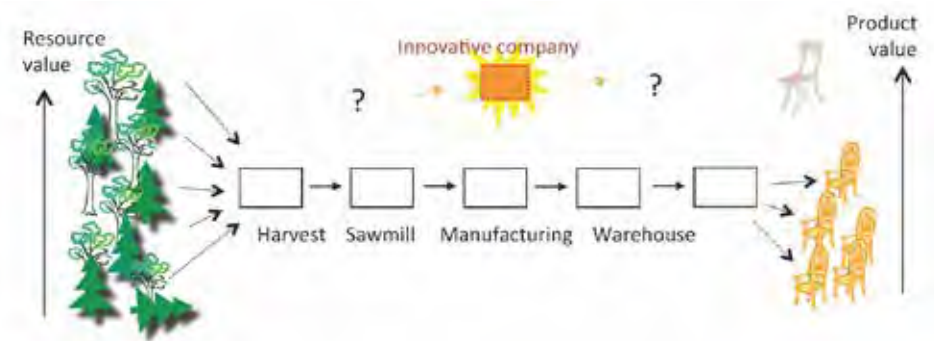 Resource
value
Innovative company
Product
value
?
?
Harvest Sawmill Manufacturing Warehouse